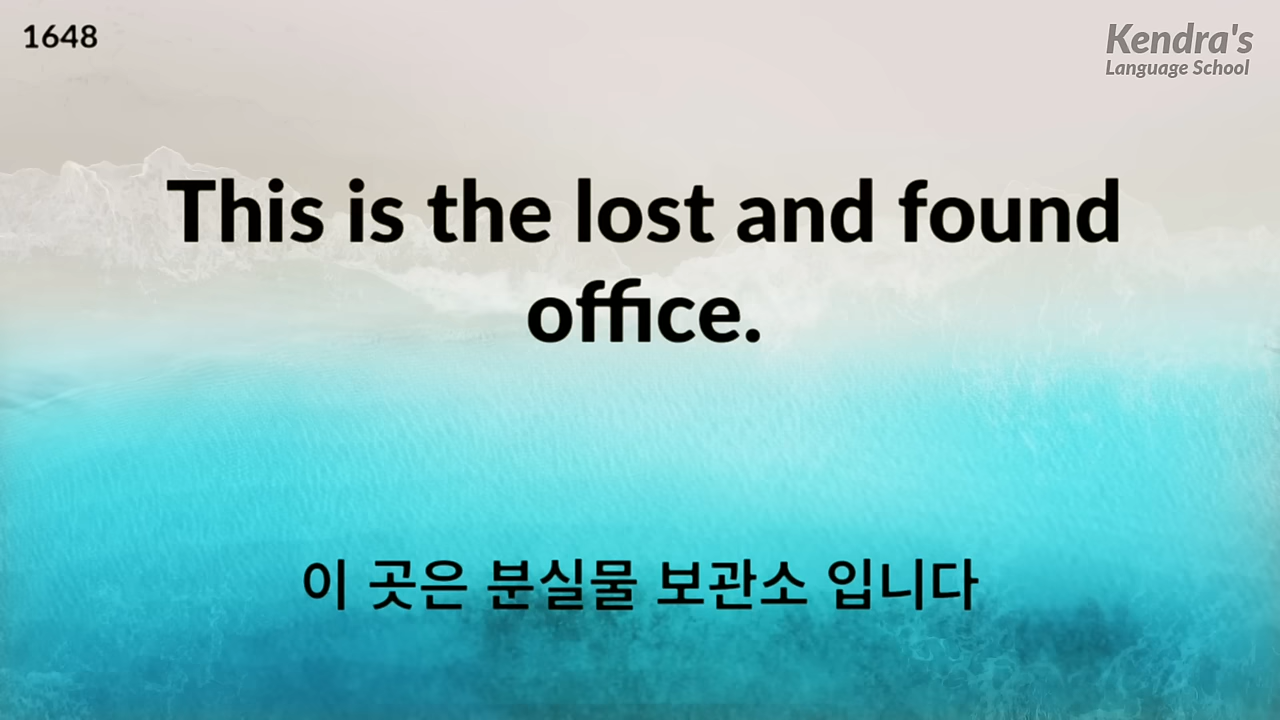 1648
Kendra's
Language School
This is the lost and found
office.
이 곳은 분실물 보관소 입니다